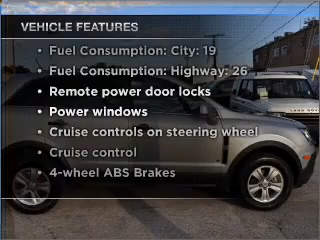 VEHICLE FEATURES
• Fuel Consumption: City: 19
• Fuel Consumption: Highway: 26
• Remote power door locks
• Power windows
• Cruise controls on steering wheel
• Cruise control
• 4-wheel ABS Brakes